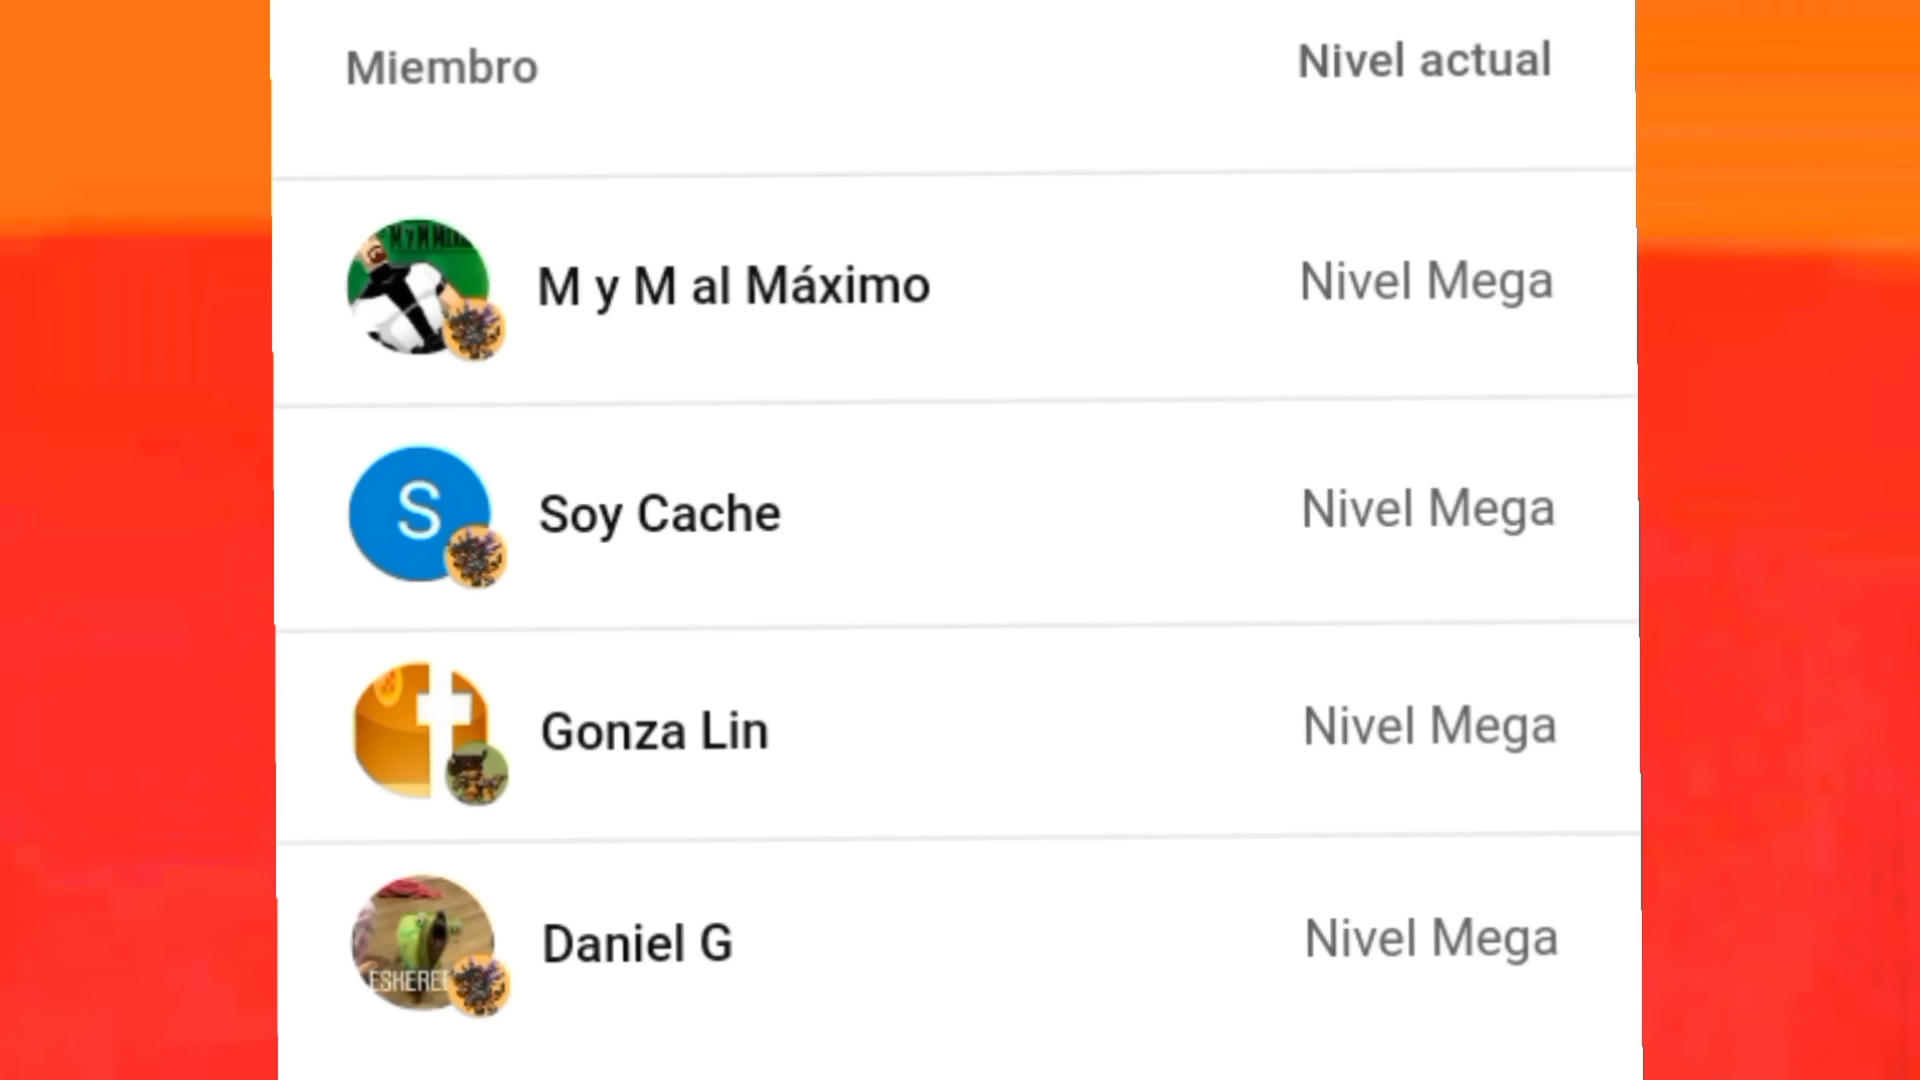 Miembro Nivel actual
M y M al Máximo Nivel Mega
S
Soy Cache Nivel Mega
Gonza Lin Nivel Mega
Daniel G Nivel Mega